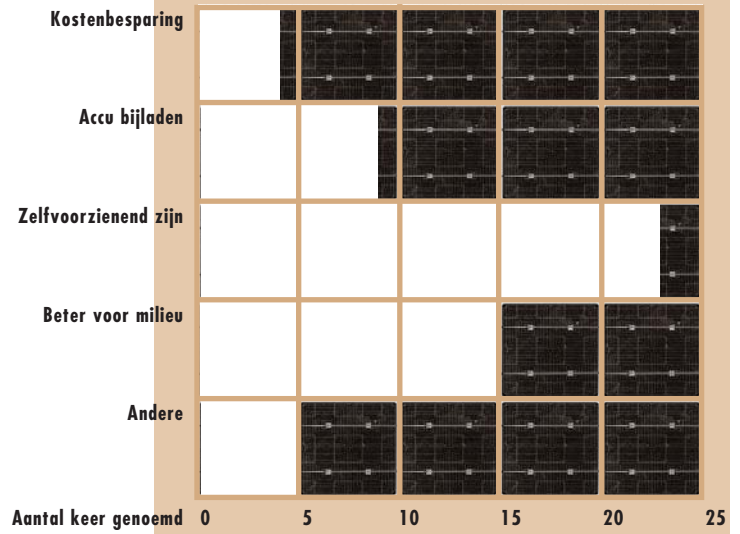 Kostenbesparing
Accu bijladen
Zelfvoorzienend zijn
Beter voor milieu
Andere
Aantal keer genoemd 0 5 10 15 20 25